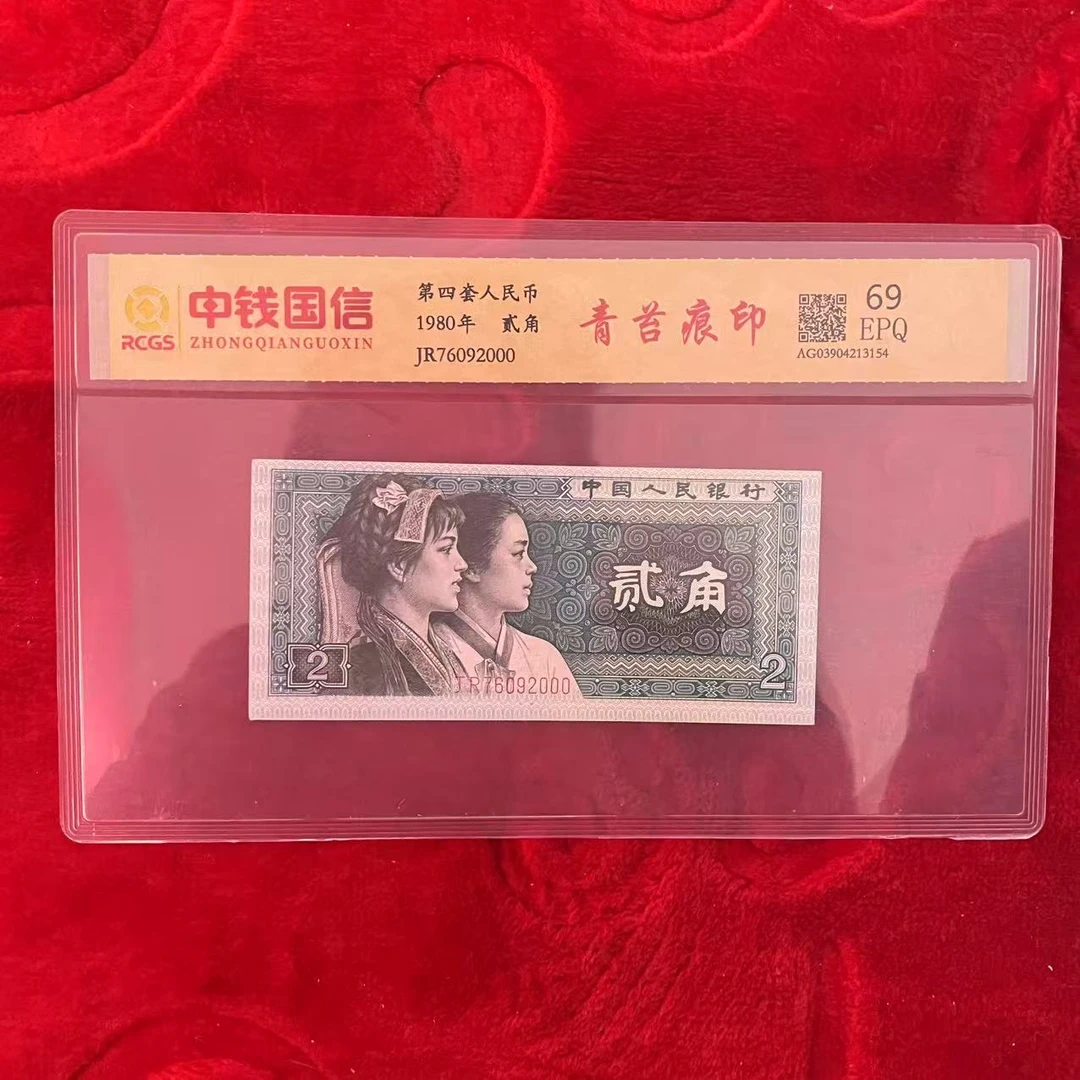 RCGS
中钱国信
ZHONGQIANGUOXIN
第四套人民币
1980年 贰角
JR76092000
青苔痕印
69
EPQ
AG03904213154
中国人民银行
贰角
2
JR76092000
2